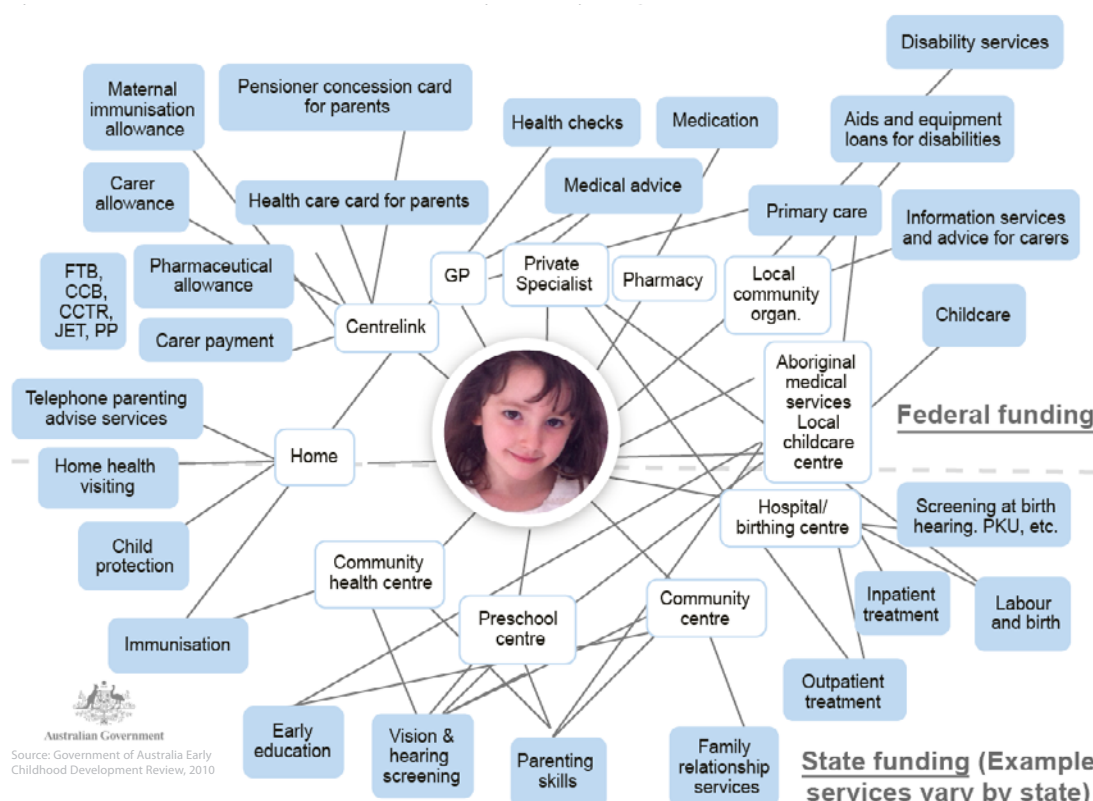 Disability services
Maternal
immunisation
allowance
Pensioner concession card
for parents
Health checks
Medication
Aids and equipment
loans for disabilities
Carer
allowance
Health care card for parents
Medical advice
Primary care
Information services
and advice for carers
FTB,
CCB,
CCTR,
JET, PP
Pharmaceutical
allowance
GP
Private
Specialist
Pharmacy
Local
community
organ.
Carer payment
Centrelink
Childcare
Aboriginal
medical
services
Local
childcare
centre
Telephone parenting
advise services
Federal funding
Home
Home health
visiting
Hospital/
birthing centre
Screening at birth
hearing. PKU, etc.
Child
protection
Community
health centre
Preschool
centre
Community
centre
Inpatient
treatment
Labour
and birth
Immunisation
Outpatient
treatment
Australian Government
Source: Government of Australia Early
Childhood Development Review, 2010
Early
education
Vision &
hearing
screening
Parenting
skills
Family
relationship
services
State funding (Example
services vary by state)